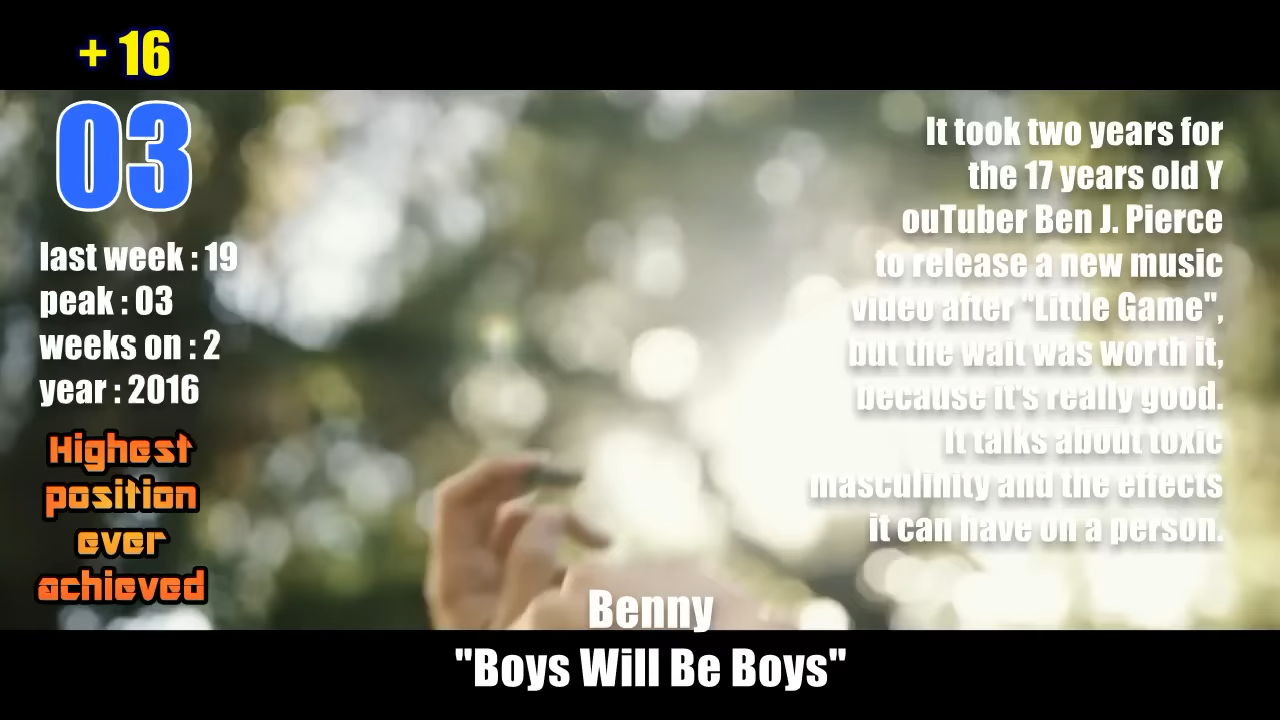 + 16
03
last week : 19
peak : 03
weeks on : 2
year : 2016
Highest
position
ever
achieved
It took two years for
the 17 years old Y
ouTuber Ben J. Pierce
to release a new music
video after "Little Game",
but the wait was worth it,
because it's really good.
It talks about toxic
masculinity and the effects
it can have on a person.
Benny
"Boys Will Be Boys"